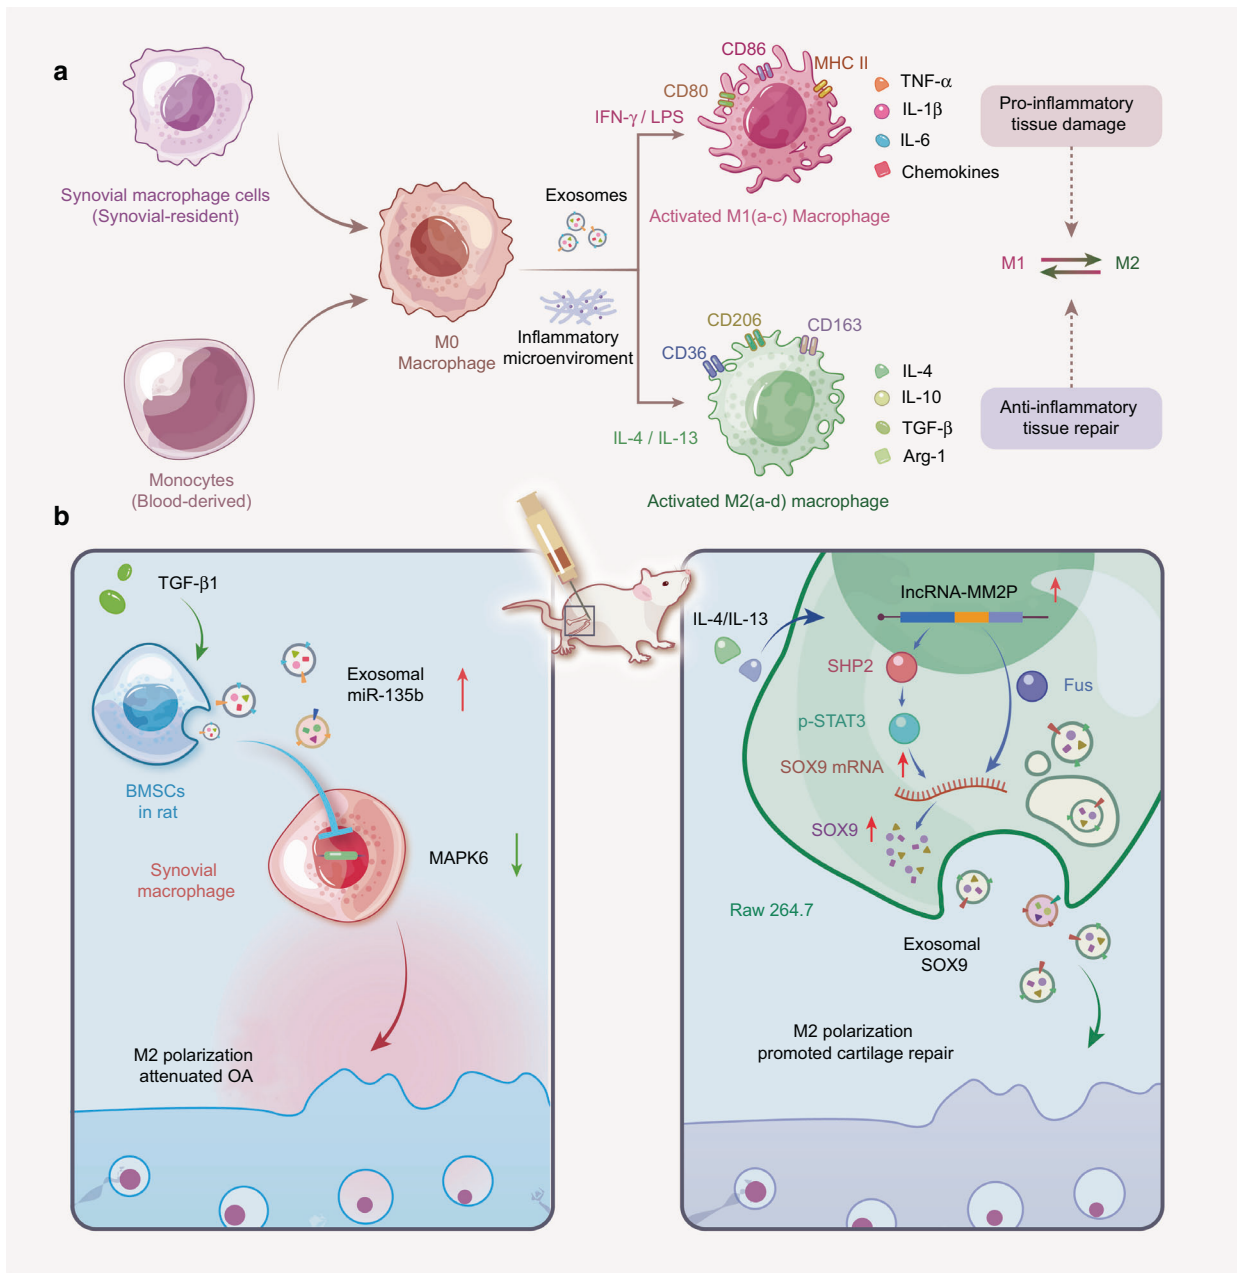 a
Synovial macrophage cells
(Synovial-resident)
Monocytes
(Blood-derived)
M0
Macrophage
Exosomes
Inflammatory
microenviroment
IFN-γ / LPS
CD80
CD86
MHC II
Activated M1(a-c) Macrophage
TNF-α
IL-1β
IL-6
Chemokines
Pro-inflammatory
tissue damage
M1
M2
IL-4 / IL-13
CD36
CD206
CD163
Activated M2(a-d) macrophage
IL-4
IL-10
TGF-β
Arg-1
Anti-inflammatory
tissue repair
b
TGF-β1
Exosomal
miR-135b
BMSCs
in rat
Synovial
macrophage
MAPK6
M2 polarization
attenuated OA
IL-4/IL-13
lncRNA-MM2P
SHP2
Fus
p-STAT3
SOX9 mRNA
SOX9
Raw 264.7
Exosomal
SOX9
M2 polarization
promoted cartilage repair